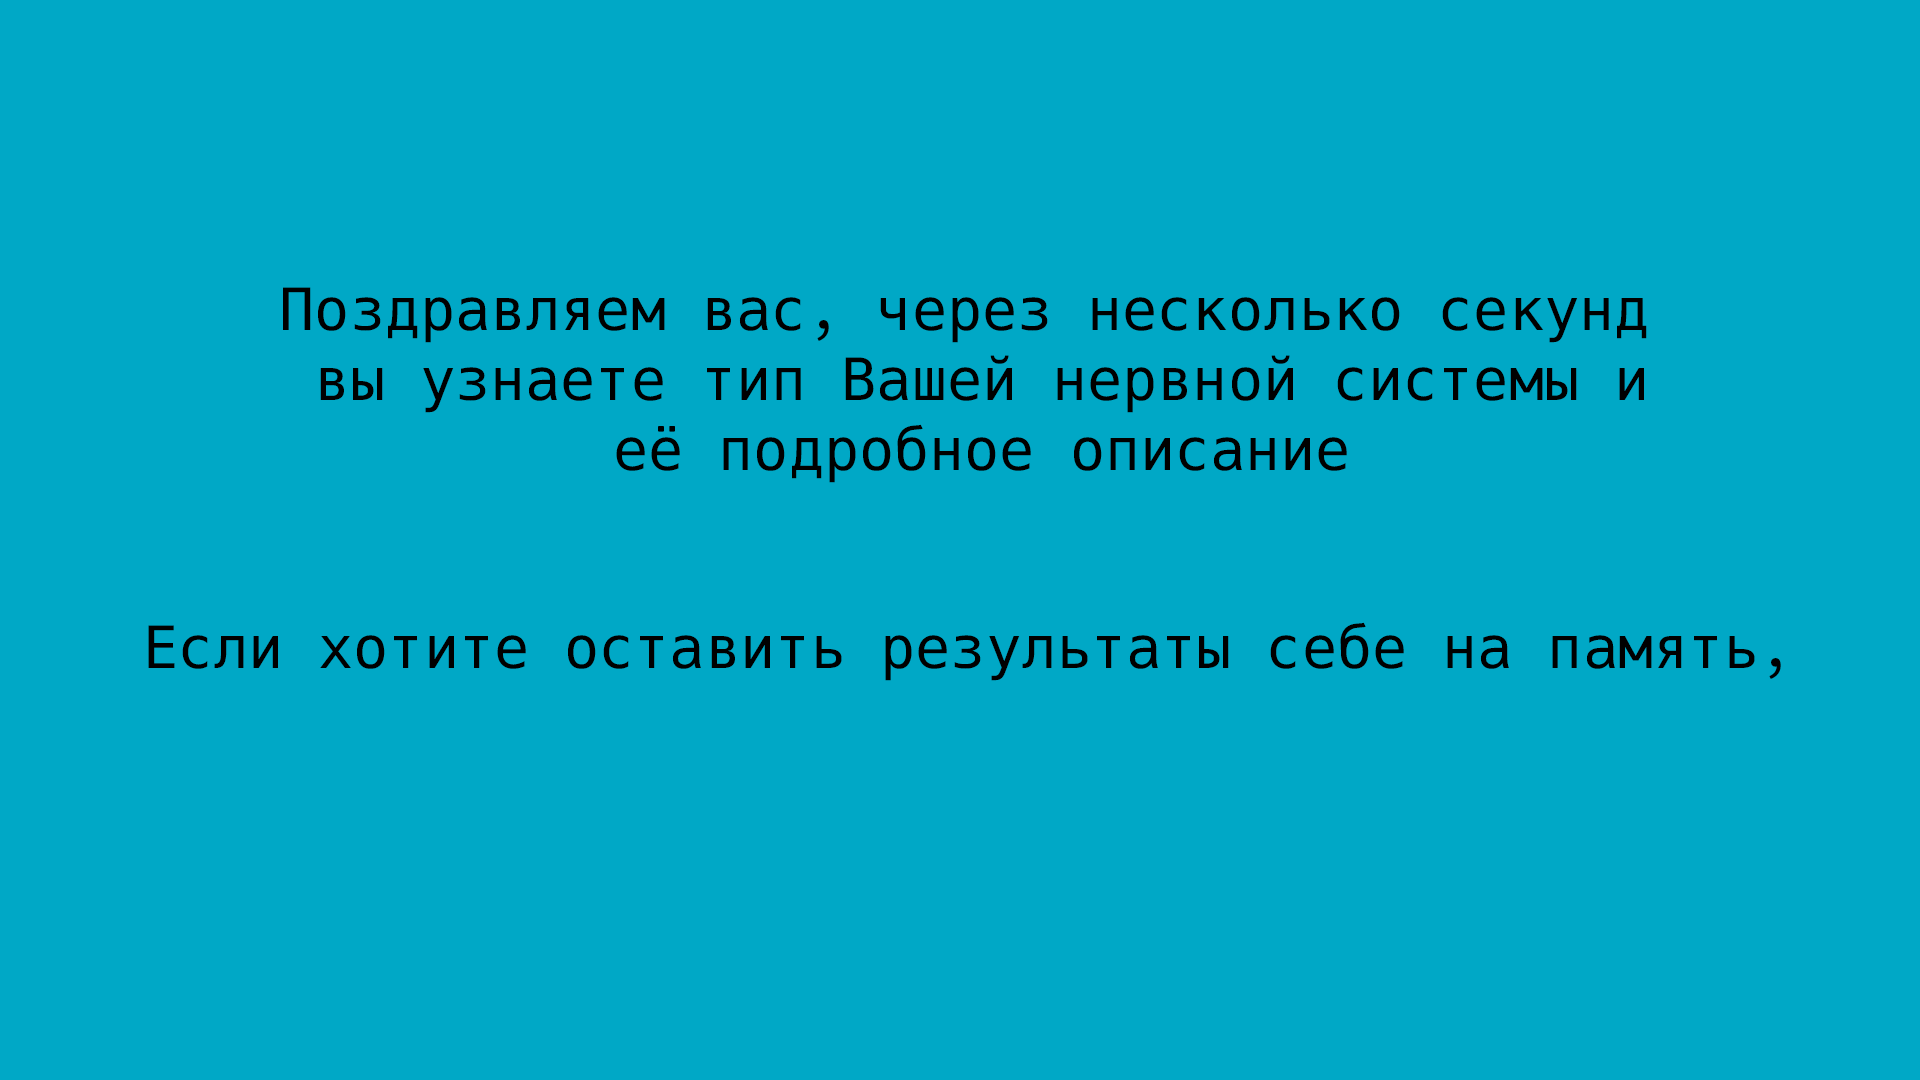 Поздравляем вас, через несколько секунд
вы узнаете тип Вашей нервной системы и
её подробное описание
Если хотите оставить результаты себе на память,